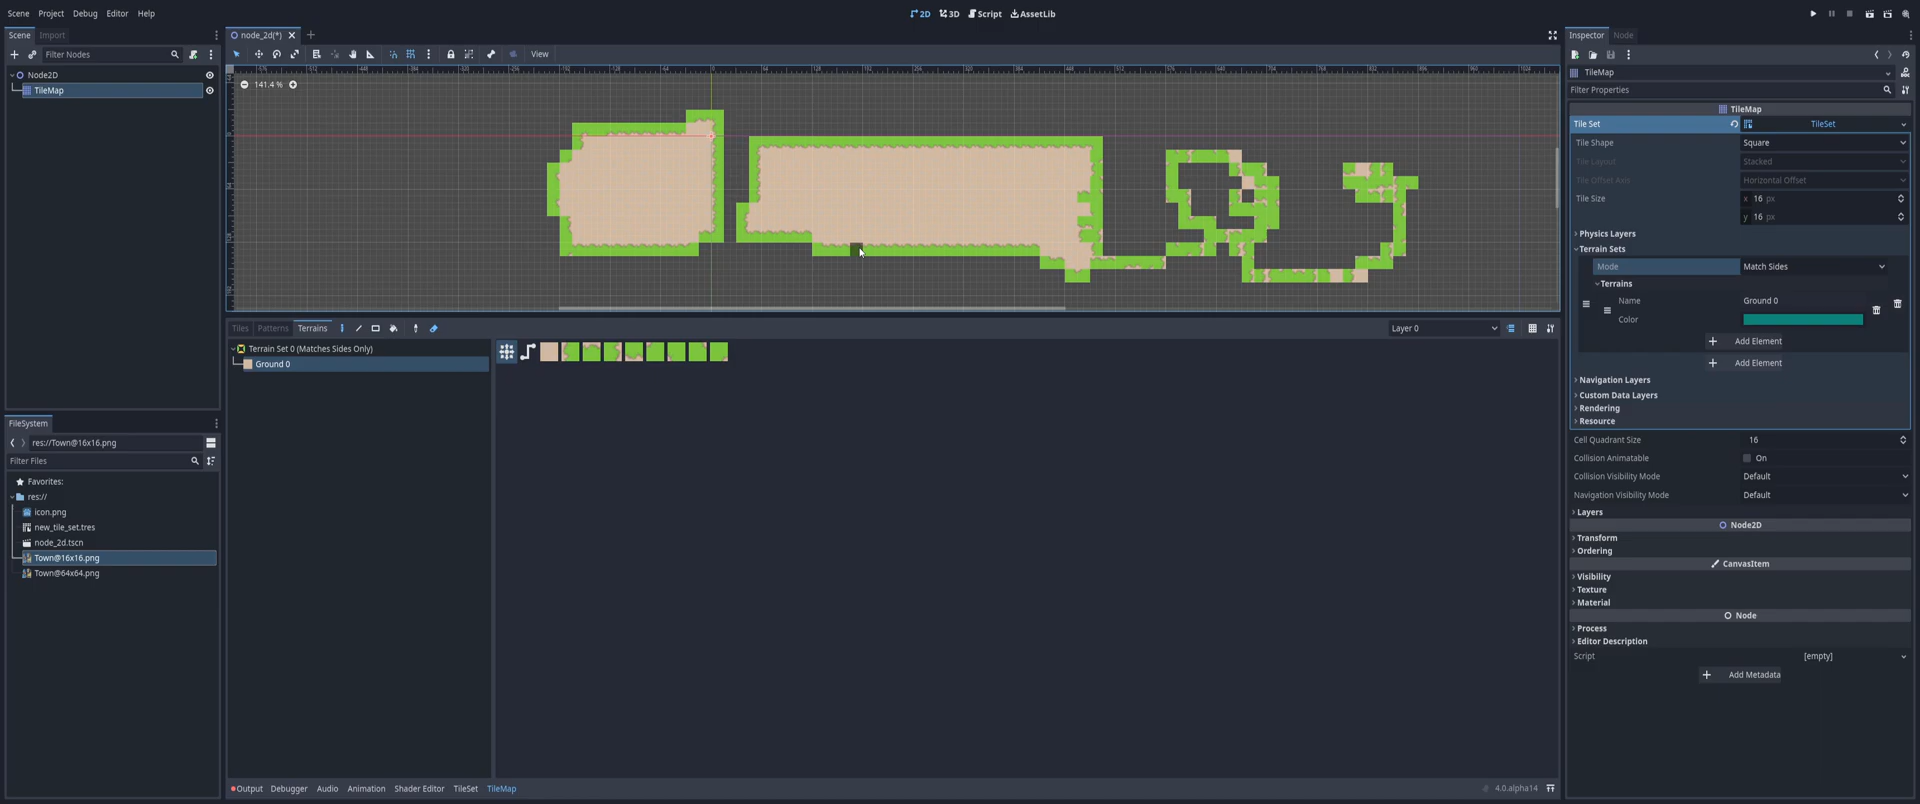 Scene Project Debug Editor Help
2D 3D Script AssetLib
Scene Import
Filter Nodes
Node2D
TileMap
node_2d(*)
View
141.4 %
FileSystem
res://Town@16x16.png
Filter Files
Favorites:
res://
icon.png
new_tile_set.tres
node_2d.tscn
Town@16x16.png
Town@64x64.png
Tiles Patterns Terrains
Layer 0
Terrain Set 0 (Matches Sides Only)
Ground 0
Output Debugger Audio Animation Shader Editor TileSet TileMap
4.0.alpha14
Inspector Node
TileMap
Filter Properties
TileMap
Tile Set TileSet
Tile Shape Square
Tile Layout Stacked
Tile Offset Axis Horizontal Offset
Tile Size x 16 px
y 16 px
Physics Layers
Terrain Sets
Mode Match Sides
Terrains
Name Ground 0
Color
Add Element
Add Element
Navigation Layers
Custom Data Layers
Rendering
Resource
Cell Quadrant Size 16
Collision Animatable On
Collision Visibility Mode Default
Navigation Visibility Mode Default
Layers
Node2D
Transform
Ordering
CanvasItem
Visibility
Texture
Material
Node
Process
Editor Description
Script [empty]
Add Metadata